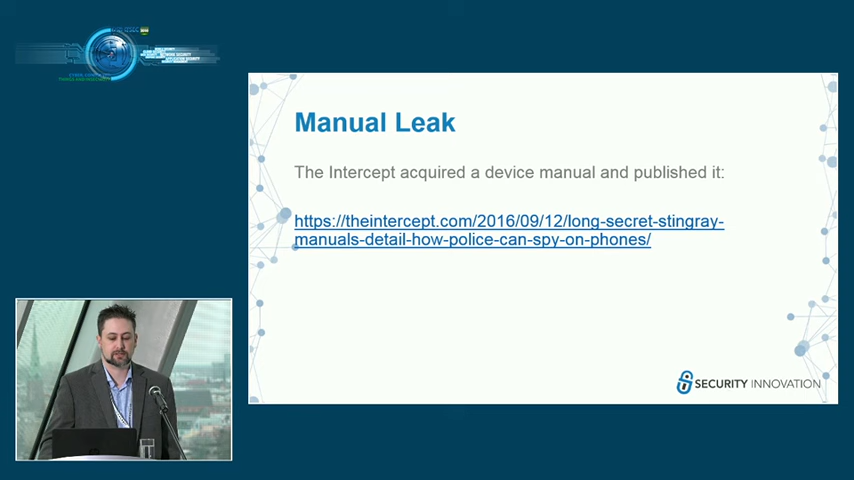 Manual Leak
The Intercept acquired a device manual and published it:
https://theintercept.com/2016/09/12/long-secret-stingray-
manuals-detail-how-police-can-spy-on-phones/
SECURITY INNOVATION